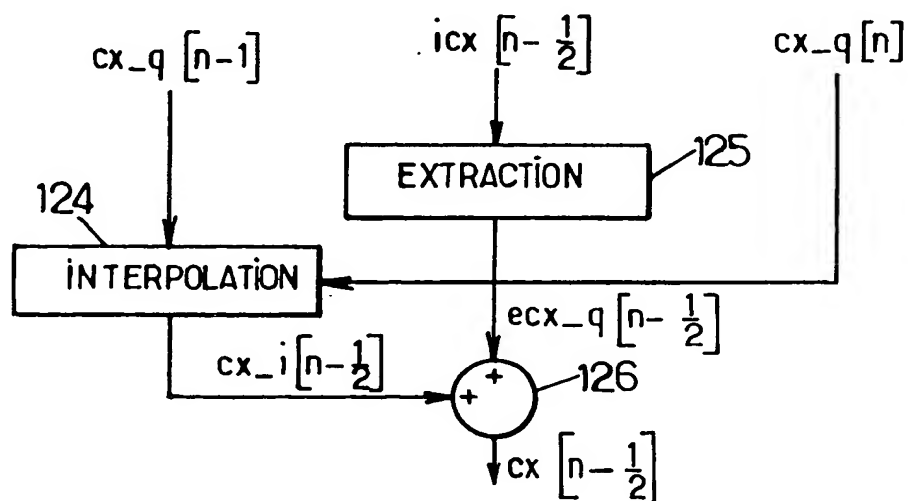 cx_q [n-1]
icx [n-1/2]
cx_q [n]
EXTRACTiON
125
124
iNTERPOLATiON
ecx_q [n-1/2]
cx_i [n-1/2]
+
+
126
cx [n-1/2]